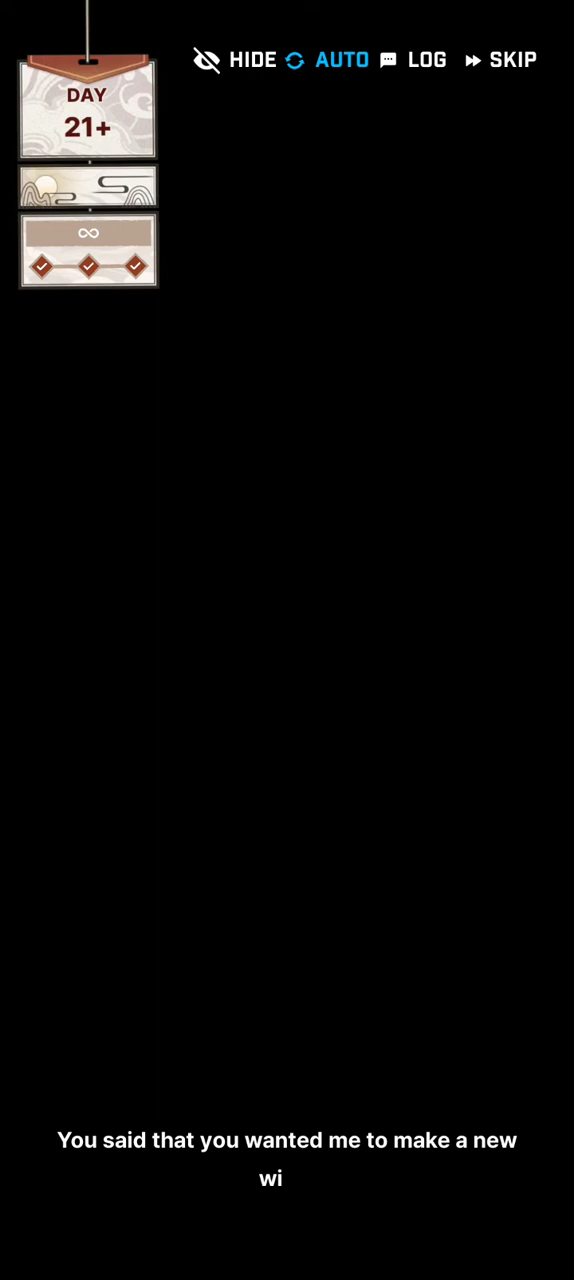 HIDE AUTO LOG SKIP
DAY
21+
∞
You said that you wanted me to make a new
wi